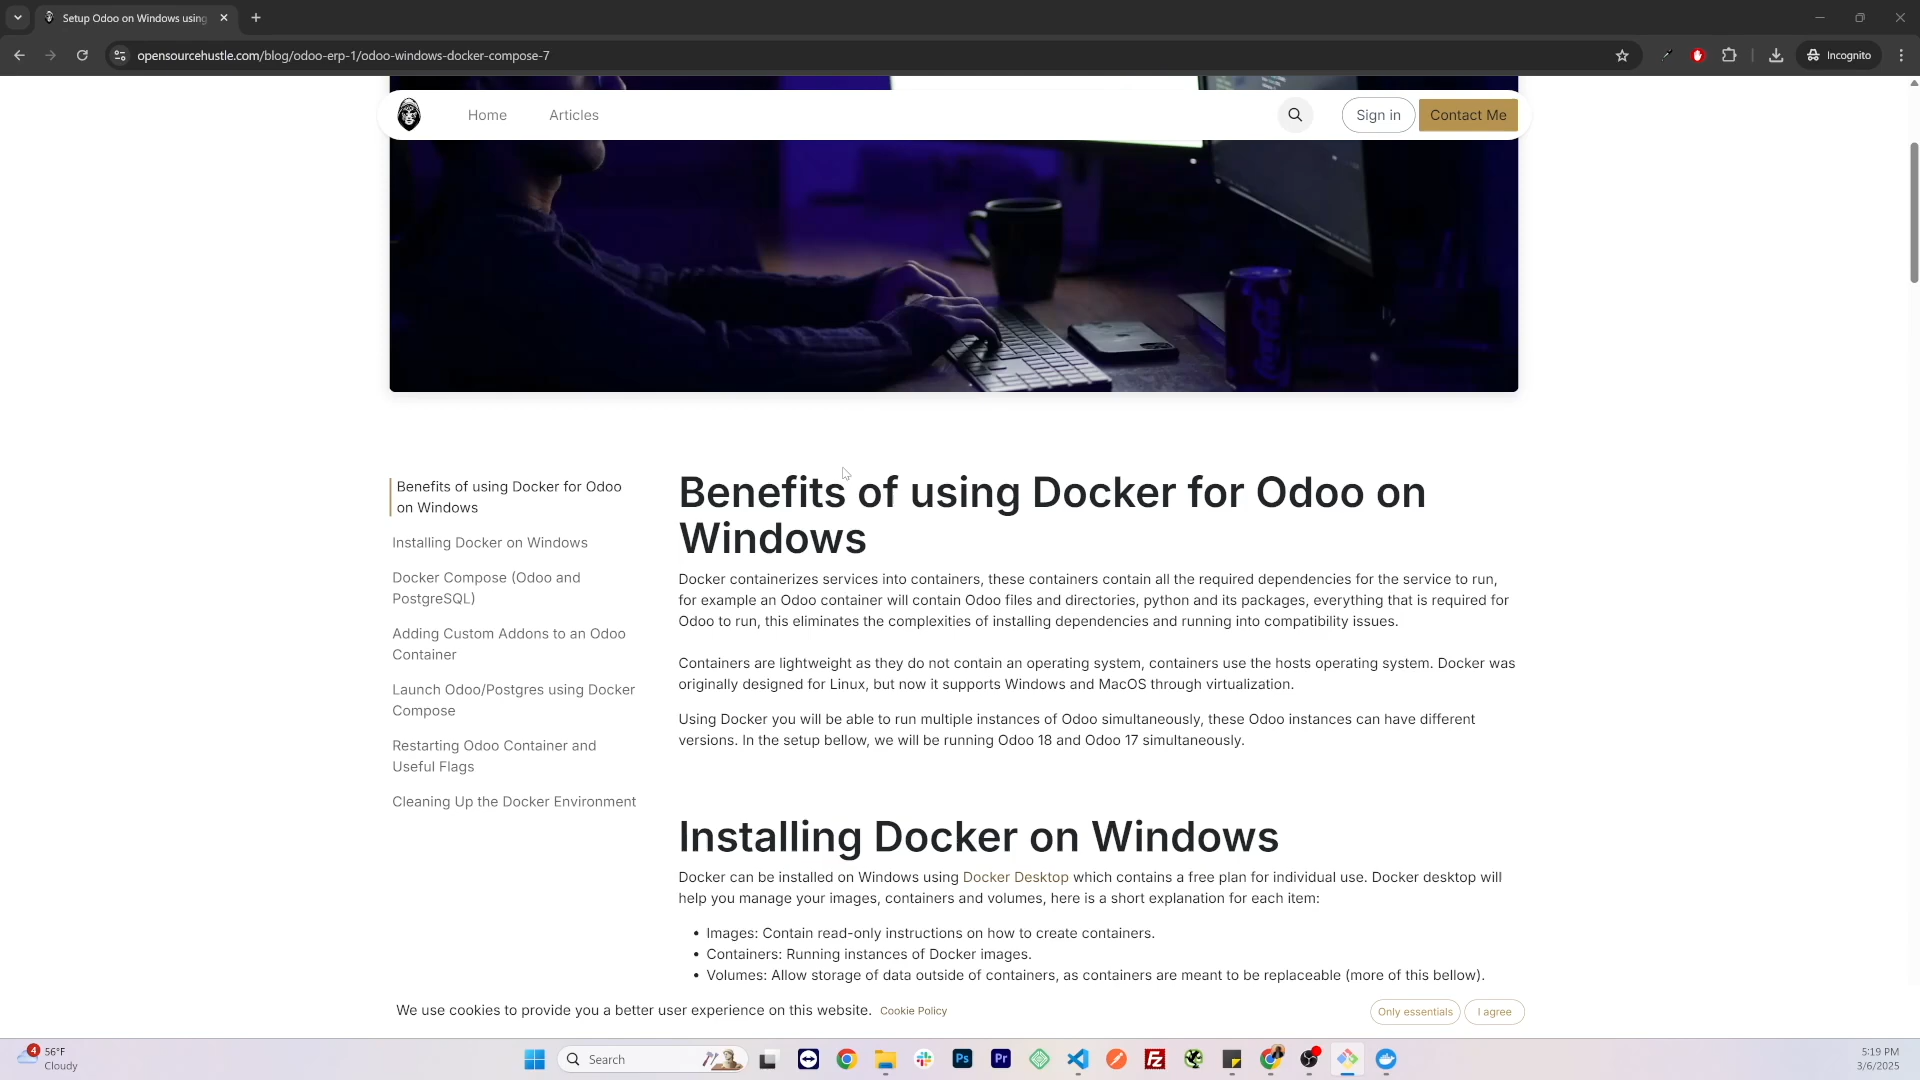 Setup Odoo on Windows using
opensourcehustle.com/blog/odoo-erp-1/odoo-windows-docker-compose-7
Incognito
Home
Articles
Sign in
Contact Me
Benefits of using Docker for Odoo
on Windows
Installing Docker on Windows
Docker Compose (Odoo and
PostgreSQL)
Adding Custom Addons to an Odoo
Container
Launch Odoo/Postgres using Docker
Compose
Restarting Odoo Container and
Useful Flags
Cleaning Up the Docker Environment
Benefits of using Docker for Odoo on
Windows
Docker containerizes services into containers, these containers contain all the required dependencies for the service to run,
for example an Odoo container will contain Odoo files and directories, python and its packages, everything that is required for
Odoo to run, this eliminates the complexities of installing dependencies and running into compatibility issues.
Containers are lightweight as they do not contain an operating system, containers use the hosts operating system. Docker was
originally designed for Linux, but now it supports Windows and MacOS through virtualization.
Using Docker you will be able to run multiple instances of Odoo simultaneously, these Odoo instances can have different
versions. In the setup bellow, we will be running Odoo 18 and Odoo 17 simultaneously.
Installing Docker on Windows
Docker can be installed on Windows using Docker Desktop which contains a free plan for individual use. Docker desktop will
help you manage your images, containers and volumes, here is a short explanation for each item:
• Images: Contain read-only instructions on how to create containers.
• Containers: Running instances of Docker images.
• Volumes: Allow storage of data outside of containers, as containers are meant to be replaceable (more of this bellow).
We use cookies to provide you a better user experience on this website. Cookie Policy
Only essentials
I agree
4
56°F
Cloudy
Search
Ps
Pr
FZ
5:19 PM
3/6/2025